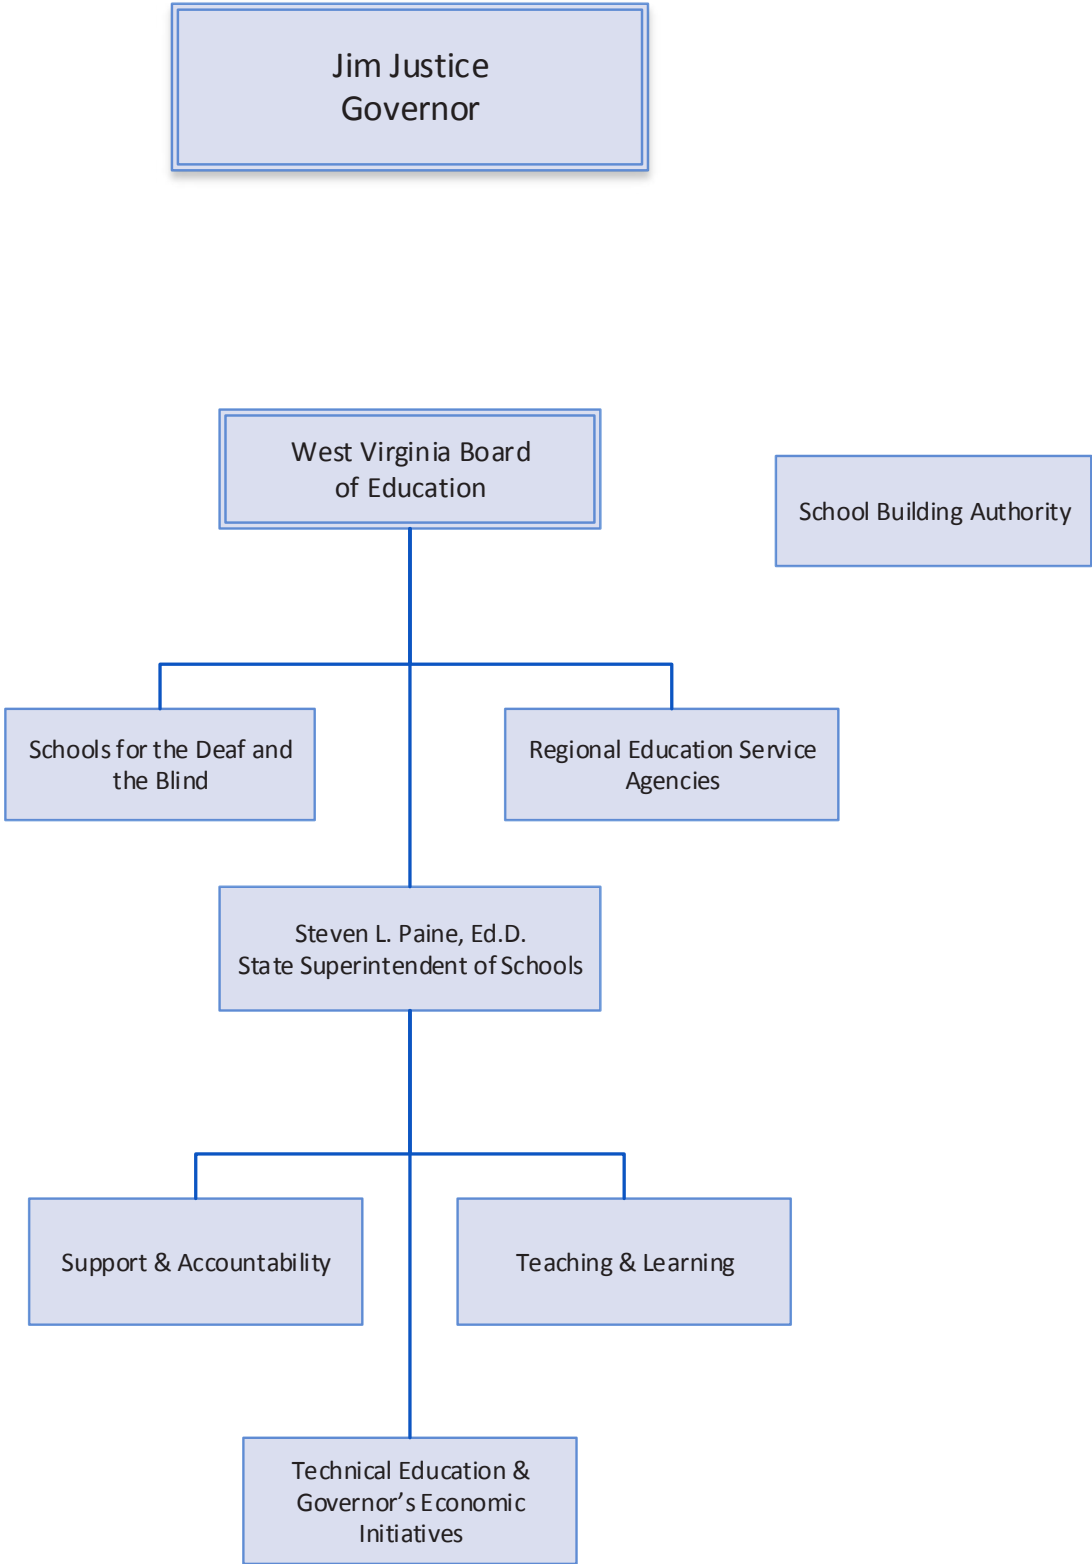 Jim Justice
Governor
West Virginia Board
of Education
School Building Authority
Schools for the Deaf and
the Blind
Regional Education Service
Agencies
Steven L. Paine, Ed.D.
State Superintendent of Schools
Support & Accountability
Teaching & Learning
Technical Education &
Governor’s Economic
Initiatives